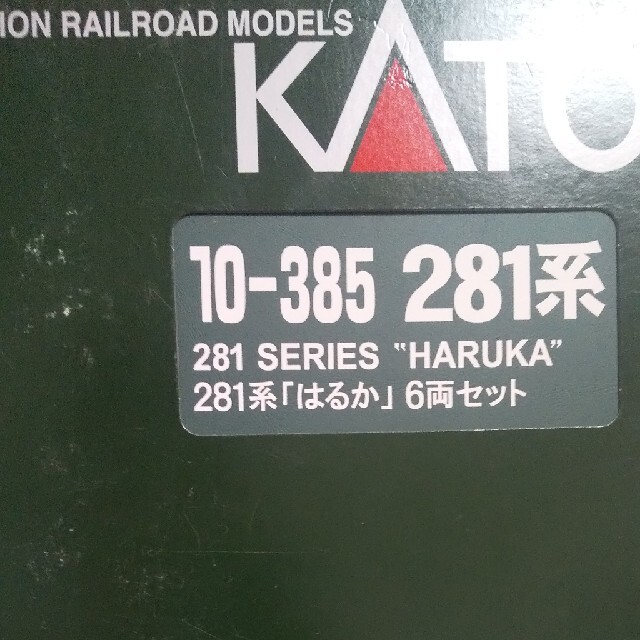 ION RAILROAD MODELS
KATO
10-385 281系
281 SERIES "HARUKA"
281系「はるか」6両セット